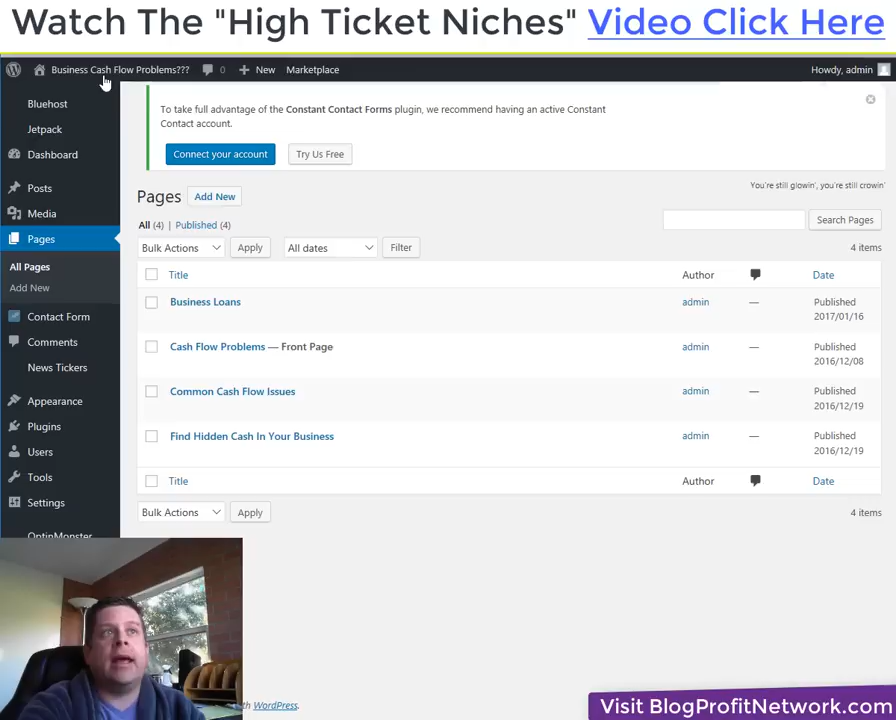 Watch The "High Ticket Niches" Video Click Here
Business Cash Flow Problems??? 0 New Marketplace Howdy, admin
Bluehost
Jetpack
Dashboard
Posts
Media
Pages
All Pages
Add New
Contact Form
Comments
News Tickers
Appearance
Plugins
Users
Tools
Settings
OptinMonster
To take full advantage of the Constant Contact Forms plugin, we recommend having an active Constant
Contact account.
Connect your account Try Us Free
You're still glowin', you're still crowin'
Pages Add New
All (4) | Published (4)
Search Pages
Bulk Actions Apply All dates Filter 4 items
Title Author Date
Business Loans admin — Published
2017/01/16
Cash Flow Problems — Front Page admin — Published
2016/12/08
Common Cash Flow Issues admin — Published
2016/12/19
Find Hidden Cash In Your Business admin — Published
2016/12/19
Title Author Date
Bulk Actions Apply 4 items
with WordPress.
Visit BlogProfitNetwork.com